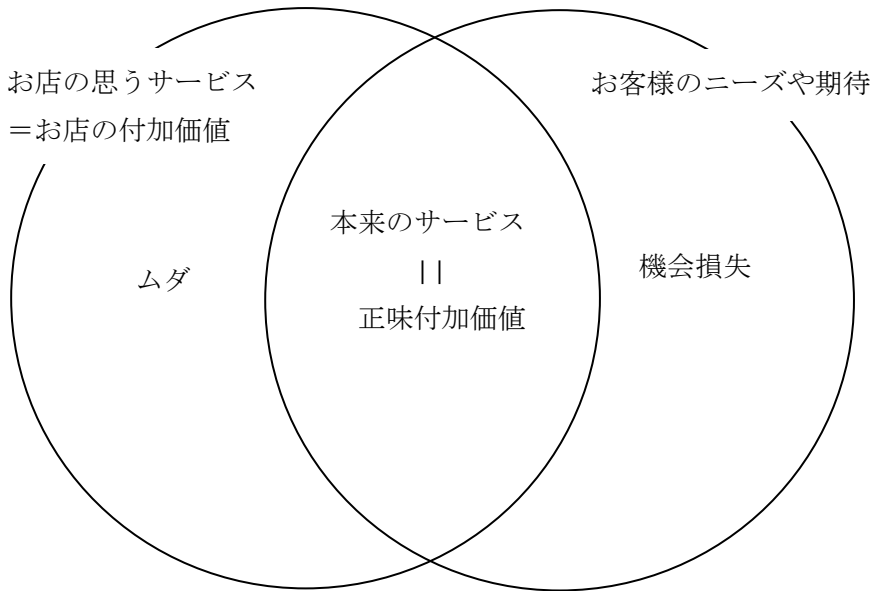 お店の思うサービス
＝お店の付加価値
お客様のニーズや期待
本来のサービス
||
正味付加価値
ムダ
機会損失